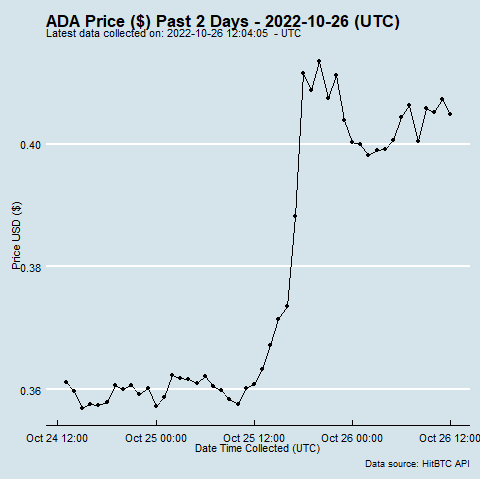 ADA Price ($) Past 2 Days - 2022-10-26 (UTC)
Latest data collected on: 2022-10-26 12:04:05 - UTC
0.40
0.38
0.36
Price USD ($)
Oct 24 12:00
Oct 25 00:00
Oct 25 12:00
Oct 26 00:00
Oct 26 12:00
Date Time Collected (UTC)
Data source: HitBTC API